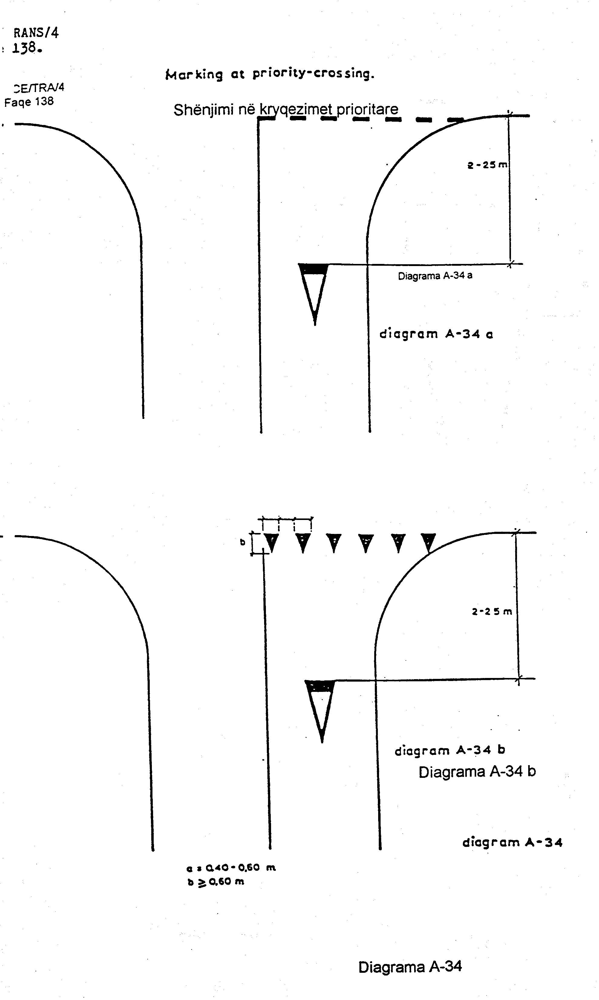 RANS/4
138.
Marking at priority-crossing.
CE/TRA/4
Faqe 138
Shënjimi në kryqezimet prioritare
2-25 m
Diagrama A-34 a
diagram A-34 a
b
2-25 m
diagram A-34 b
Diagrama A-34 b
diagram A-34
a = 0.40-0.60 m
b ≥ 0.60 m
Diagrama A-34